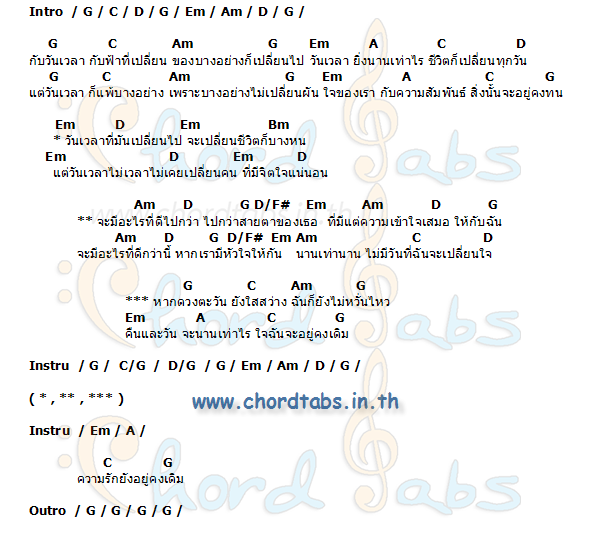 Intro / G / C / D / G / Em / Am / D / G /
G C Am G Em A C D
กับวันเวลา กับฟ้าที่เปลี่ยน ของบางอย่างก็เปลี่ยนไป วันเวลา ยิ่งนานเท่าไร ชีวิตก็เปลี่ยนทุกวัน
G C Am G Em A C G
แต่วันเวลา ก็แพ้บางอย่าง เพราะบางอย่างไม่เปลี่ยนผัน ใจของเรา กับความสัมพันธ์ สิ่งนั้นจะอยู่คงทน
Em D Em Bm
* วันเวลาที่มันเปลี่ยนไป จะเปลี่ยนชีวิตก็บางหน
Em D Em D
แต่วันเวลาไม่เวลาไม่เคยเปลี่ยนคน ที่มีจิตใจแน่นอน
Am D G D/F# Em Am D G
** จะมีอะไรที่ดีไปกว่า ไปกว่าสายตาของเธอ ที่มีแต่ความเข้าใจเสมอ ให้กับฉัน
Am D G D/F# Em Am C D
จะมีอะไรที่ดีกว่านี้ หากเรามีหัวใจให้กัน นานเท่านาน ไม่มีวันที่ฉันจะเปลี่ยนใจ
G C Am G
*** หากดวงตะวัน ยังใสสว่าง ฉันก็ยังไม่หวั่นไหว
Em A C G
คืนและวัน จะนานเท่าไร ใจฉันจะอยู่คงเดิม
Instru / G / C/G / D/G / G / Em / Am / D / G /
( * , ** , *** )
www.chordtabs.in.th
Instru / Em / A /
C G
ความรักยังอยู่คงเดิม
Outro / G / G / G / G /